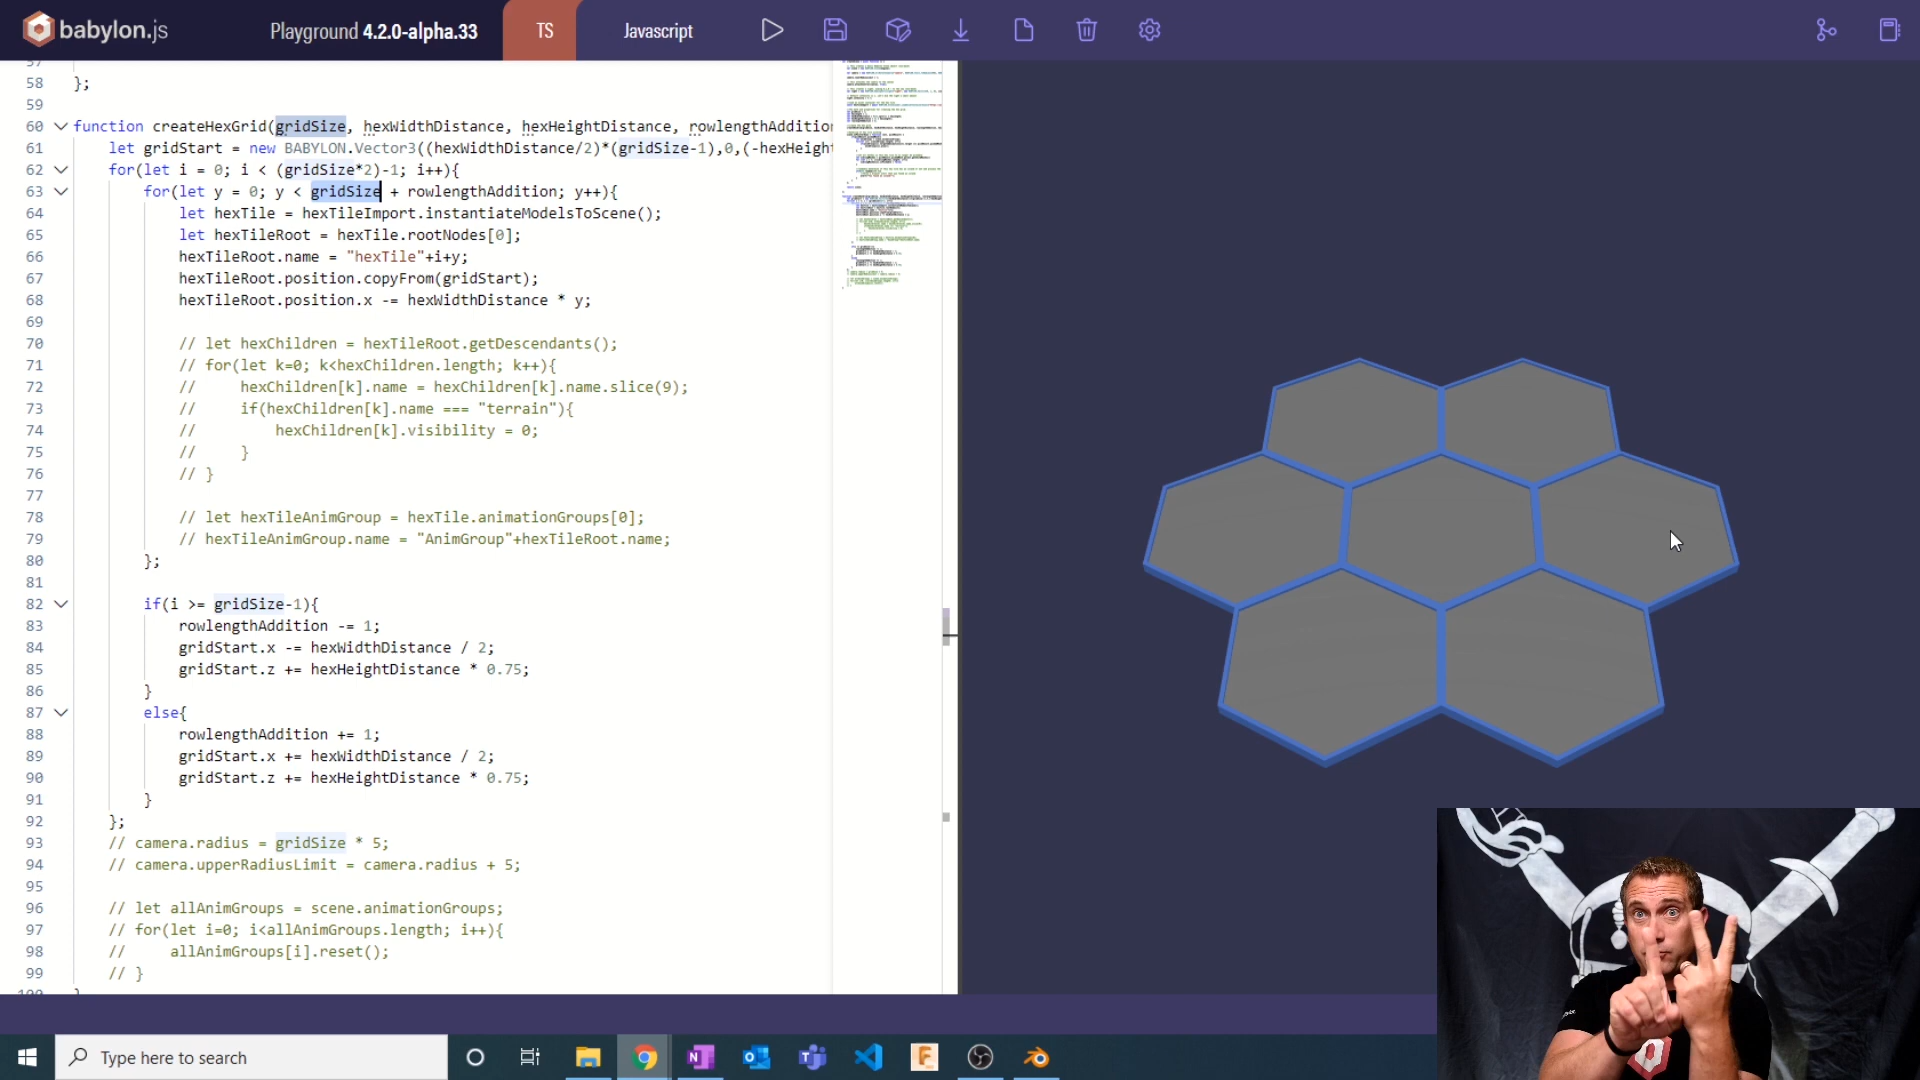 babylon.js
Playground 4.2.0-alpha.33
TS
Javascript
57
58 };
59
60 function createHexGrid(gridSize, hexWidthDistance, hexHeightDistance, rowlengthAddition
61 let gridStart = new BABYLON.Vector3((hexWidthDistance/2)*(gridSize-1),0,(-hexHeight
62 for(let i = 0; i < (gridSize*2)-1; i++){
63 for(let y = 0; y < gridSize + rowlengthAddition; y++){
64 let hexTile = hexTileImport.instantiateModelsToScene();
65 let hexTileRoot = hexTile.rootNodes[0];
66 hexTileRoot.name = "hexTile"+i+y;
67 hexTileRoot.position.copyFrom(gridStart);
68 hexTileRoot.position.x -= hexWidthDistance * y;
69
70 // let hexChildren = hexTileRoot.getDescendants();
71 // for(let k=0; k<hexChildren.length; k++){
72 // hexChildren[k].name = hexChildren[k].name.slice(9);
73 // if(hexChildren[k].name === "terrain"){
74 // hexChildren[k].visibility = 0;
75 // }
76 // }
77
78 // let hexTileAnimGroup = hexTile.animationGroups[0];
79 // hexTileAnimGroup.name = "AnimGroup"+hexTileRoot.name;
80 };
81
82 if(i >= gridSize-1){
83 rowlengthAddition -= 1;
84 gridStart.x -= hexWidthDistance / 2;
85 gridStart.z += hexHeightDistance * 0.75;
86 }
87 else{
88 rowlengthAddition += 1;
89 gridStart.x += hexWidthDistance / 2;
90 gridStart.z += hexHeightDistance * 0.75;
91 }
92 };
93 // camera.radius = gridSize * 5;
94 // camera.upperRadiusLimit = camera.radius + 5;
95
96 // let allAnimGroups = scene.animationGroups;
97 // for(let i=0; i<allAnimGroups.length; i++){
98 // allAnimGroups[i].reset();
99 // }
100 }
Type here to search